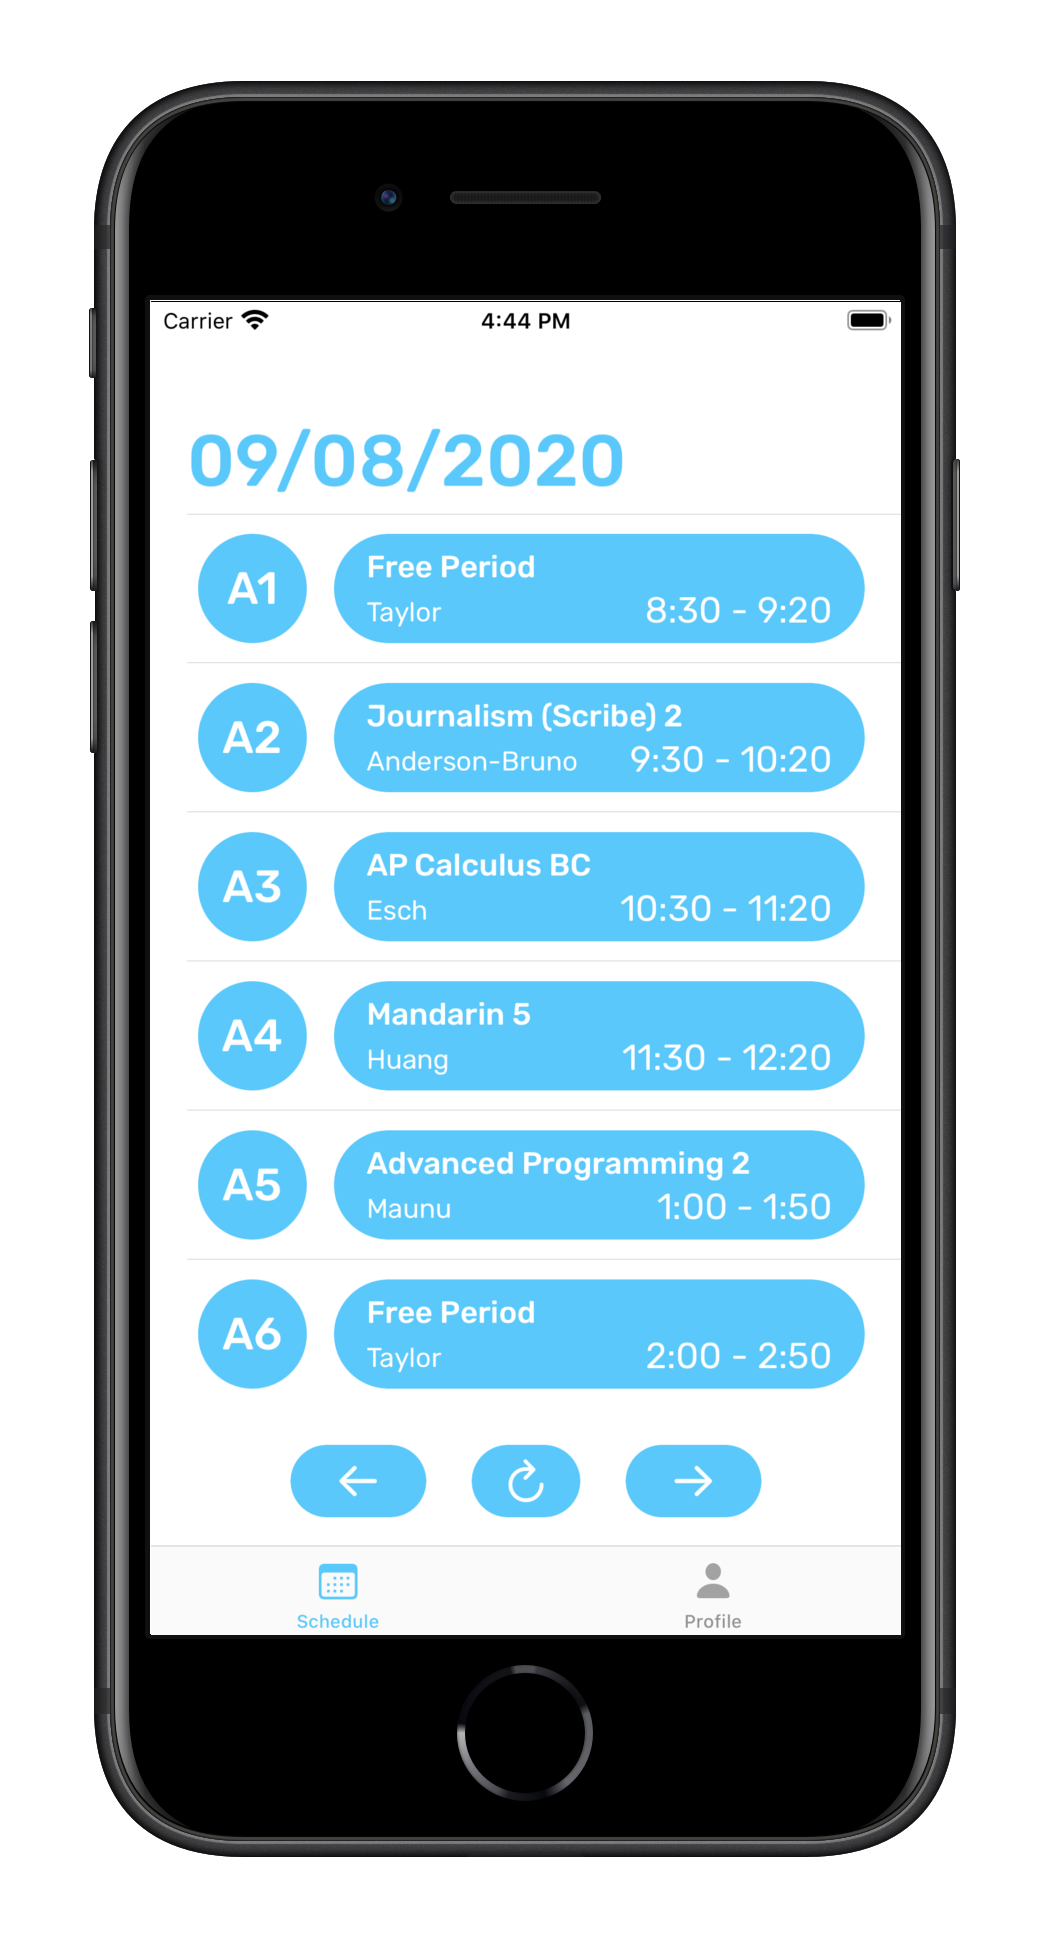 Carrier 4:44 PM
09/08/2020
A1
Free Period
Taylor 8:30 - 9:20
A2
Journalism (Scribe) 2
Anderson-Bruno 9:30 - 10:20
A3
AP Calculus BC
Esch 10:30 - 11:20
A4
Mandarin 5
Huang 11:30 - 12:20
A5
Advanced Programming 2
Maunu 1:00 - 1:50
A6
Free Period
Taylor 2:00 - 2:50
Schedule Profile